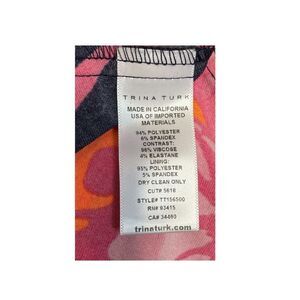 TRINA TURK
MADE IN CALIFORNIA
USA OF IMPORTED
MATERIALS
94% POLYESTER
6% SPANDEX
CONTRAST:
96% VISCOSE
4% ELASTANE
LINING:
95% POLYESTER
5% SPANDEX
DRY CLEAN ONLY
CUT# 5618
STYLE# TT156500
RN# 93415
CA# 34460
trinaturk.com